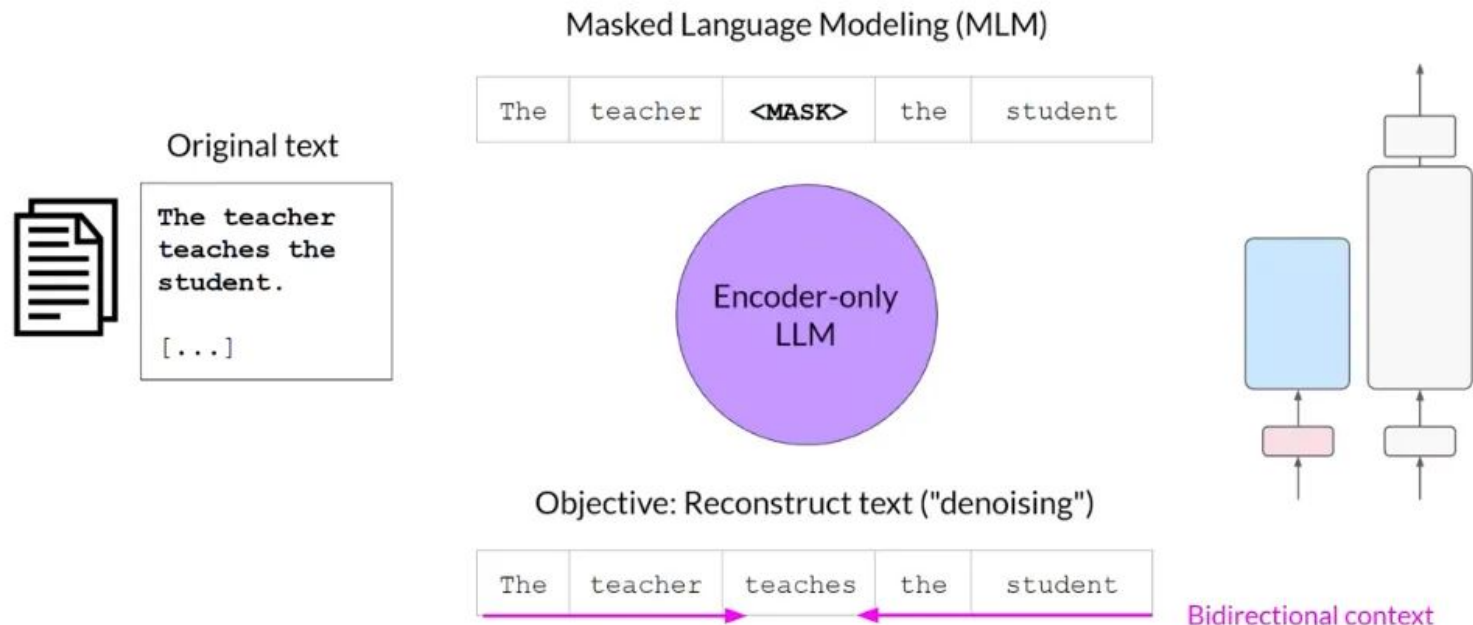 Masked Language Modeling (MLM)
The teacher <MASK> the student
Original text
The teacher
teaches the
student.
[...]
Encoder-only
LLM
Objective: Reconstruct text ("denoising")
The teacher teaches the student
Bidirectional context